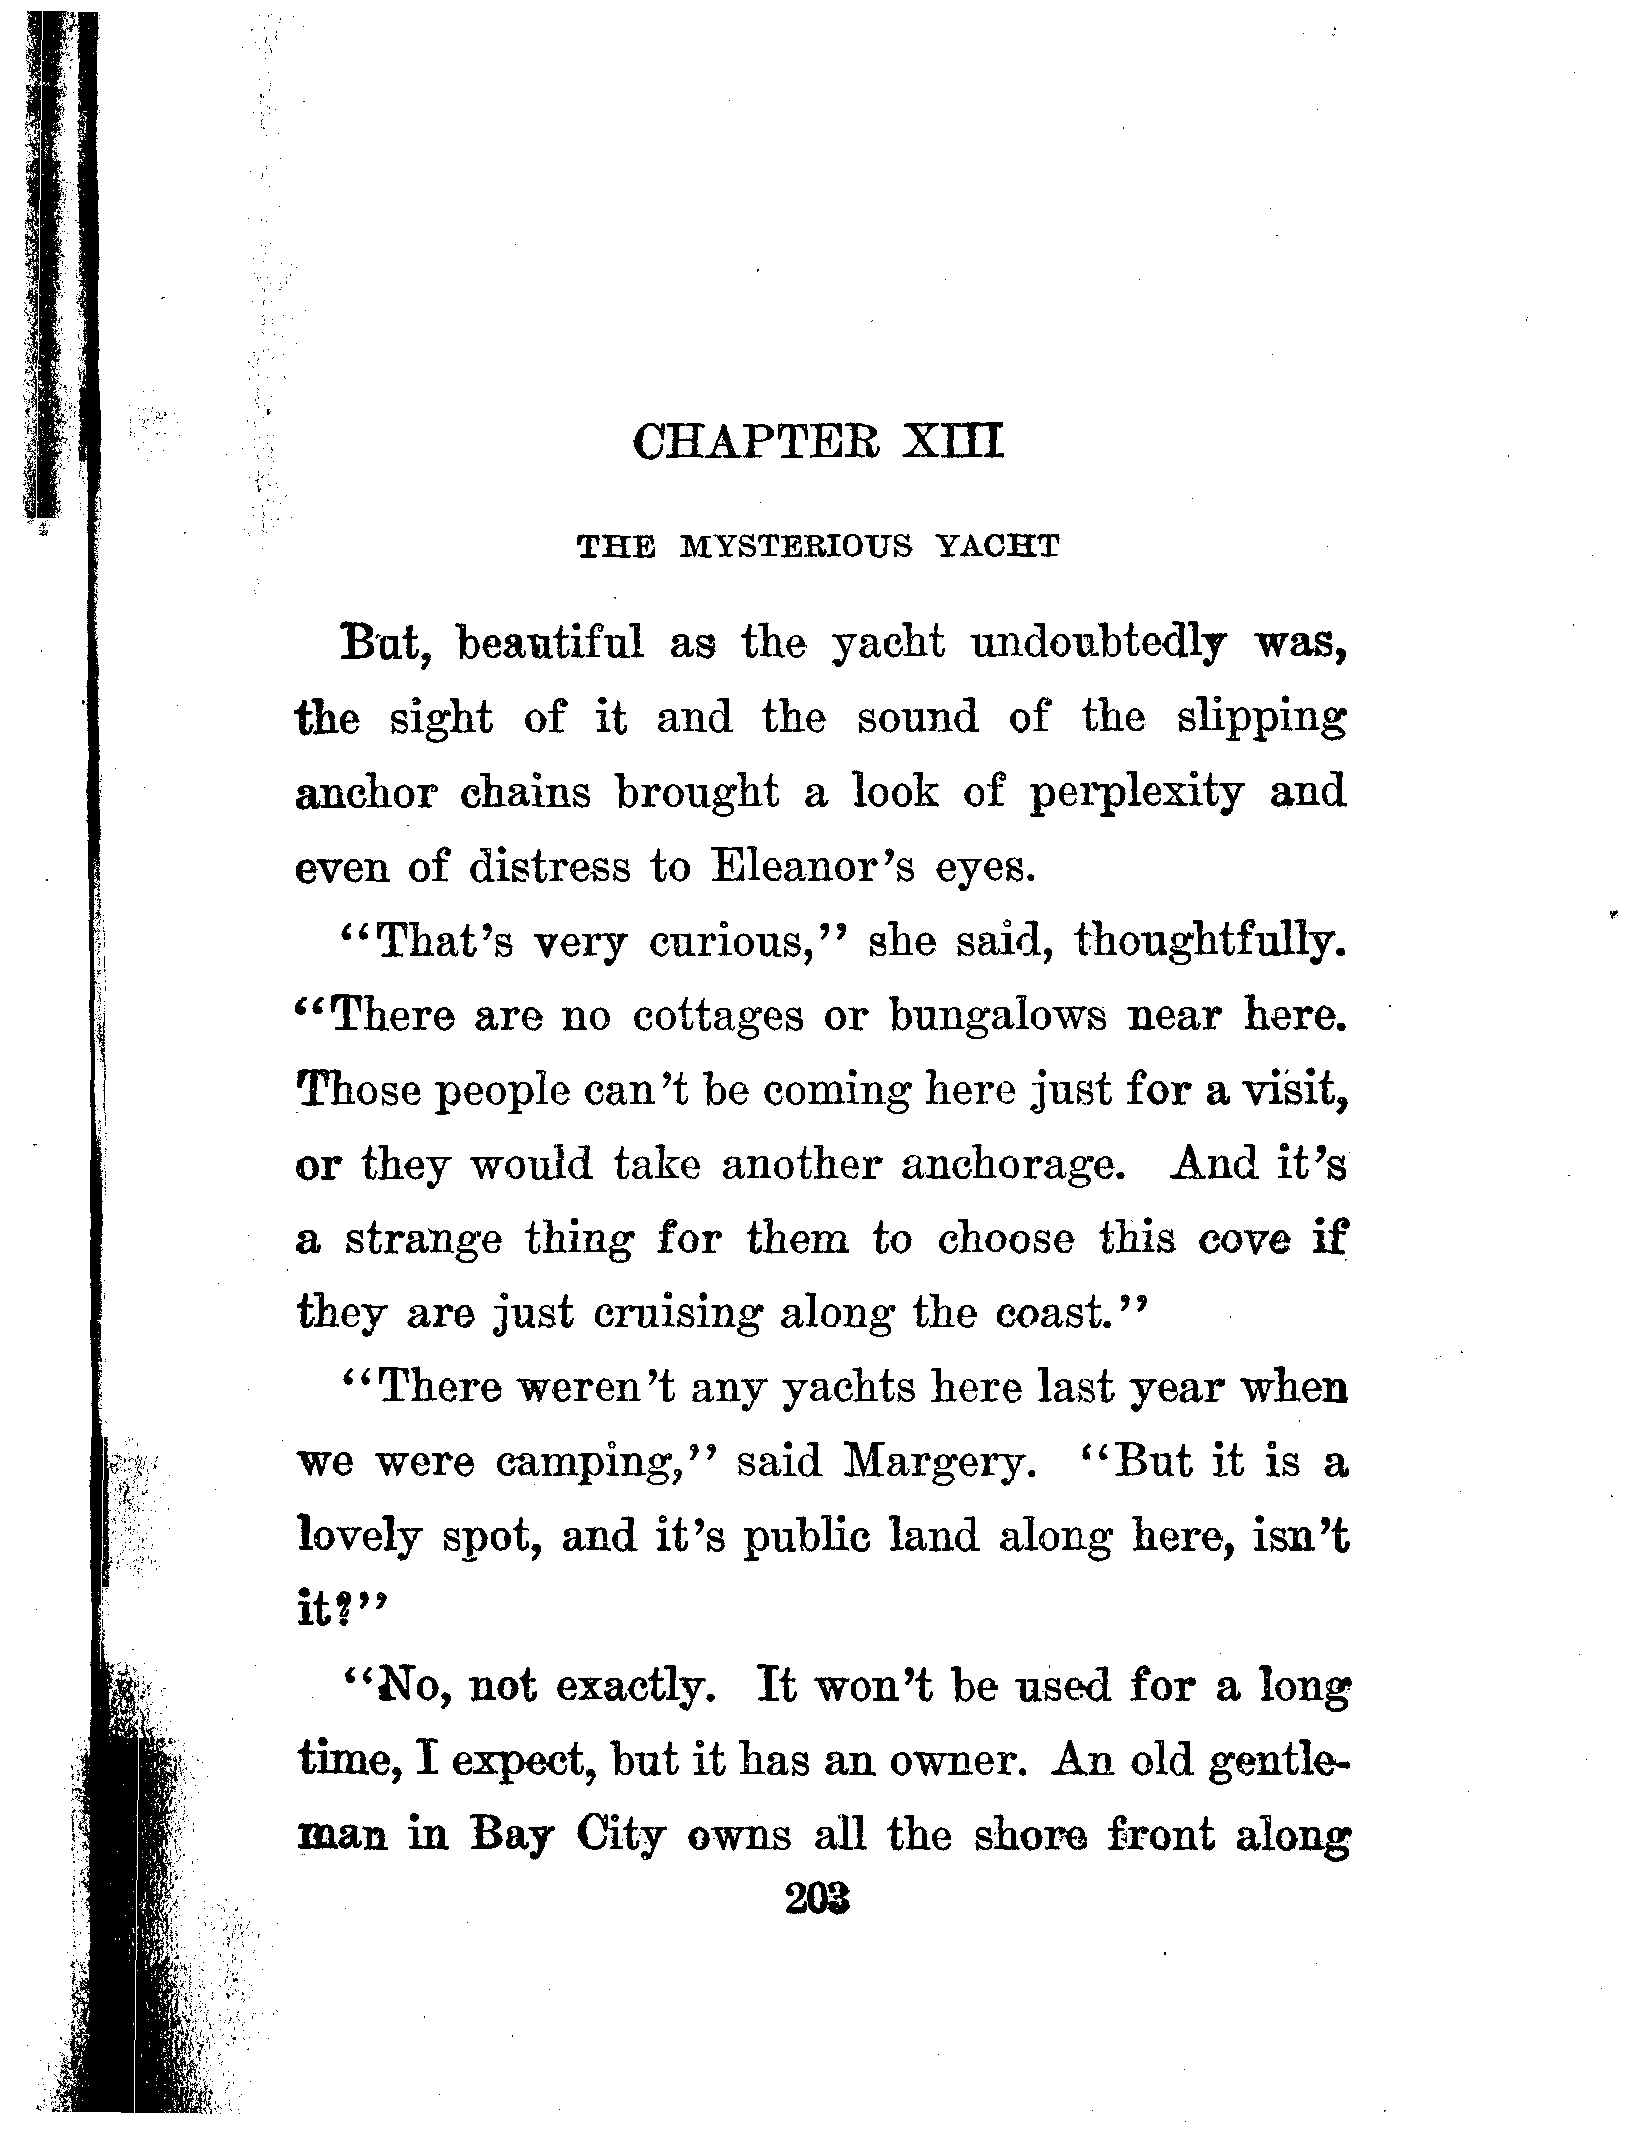 CHAPTER XIII
THE MYSTERIOUS YACHT
But, beautiful as the yacht undoubtedly was,
the sight of it and the sound of the slipping
anchor chains brought a look of perplexity and
even of distress to Eleanor's eyes.
"That's very curious," she said, thoughtfully.
"There are no cottages or bungalows near here.
Those people can't be coming here just for a visit,
or they would take another anchorage. And it's
a strange thing for them to choose this cove if
they are just cruising along the coast."
"There weren't any yachts here last year when
we were camping," said Margery. "But it is a
lovely spot, and it's public land along here, isn't
it?"
"No, not exactly. It won't be used for a long
time, I expect, but it has an owner. An old gentle-
man in Bay City owns all the shore front along
203